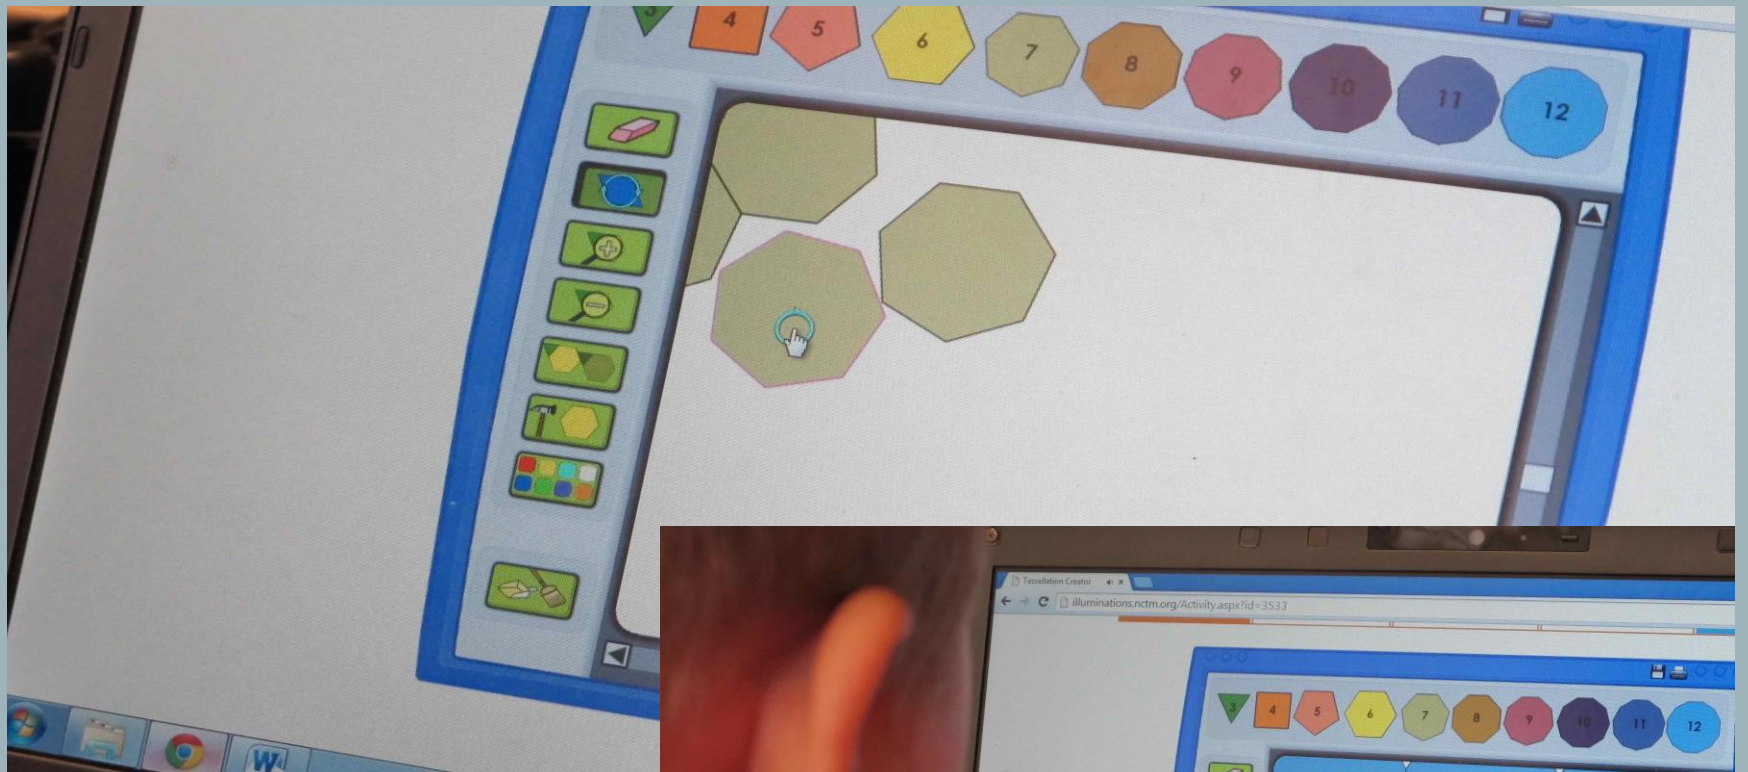 3 4 5 6 7 8 9 10 11 12
W
Tessellation Creator
illuminations.nctm.org/Activity.aspx?id=3533
3 4 5 6 7 8 9 10 11 12